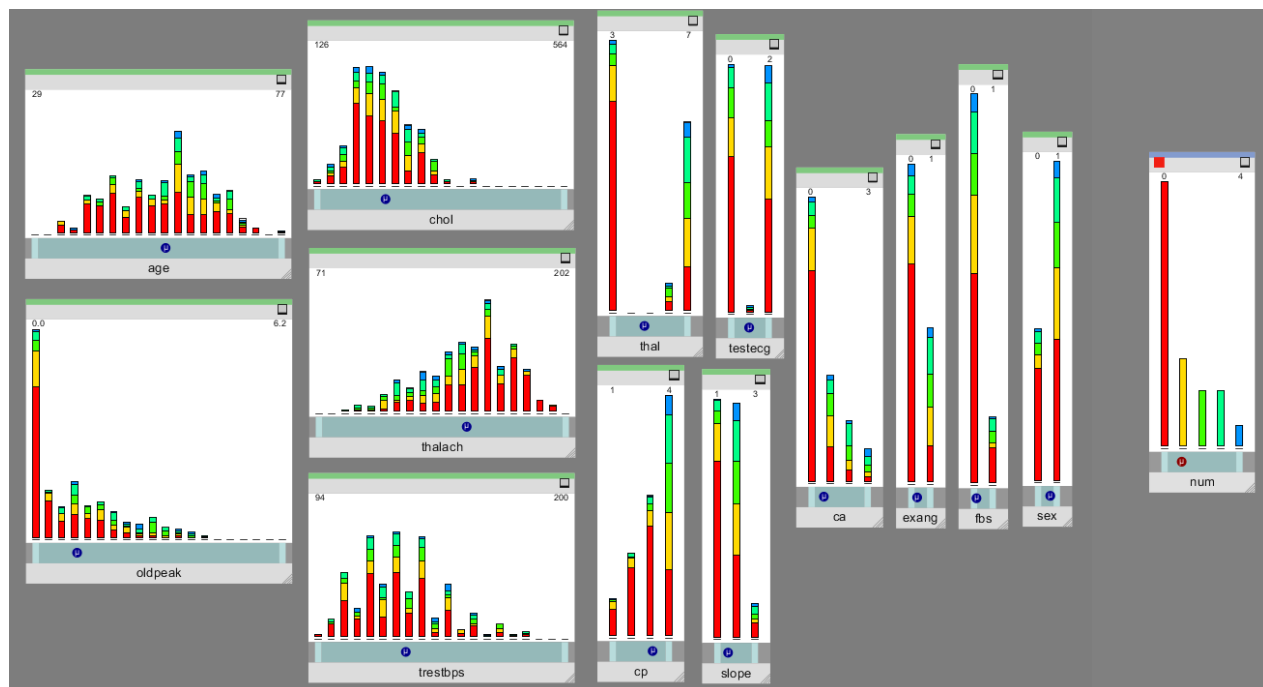 29 77
μ
age
0.0 6.2
μ
oldpeak
126 564
μ
chol
71 202
μ
thalach
94 200
μ
trestbps
3 7
μ
thal
0 2
μ
testecg
1 4
μ
cp
1 3
μ
slope
0 3
μ
ca
0 1
μ
exang
0 1
μ
fbs
0 1
μ
sex
0 4
μ
num